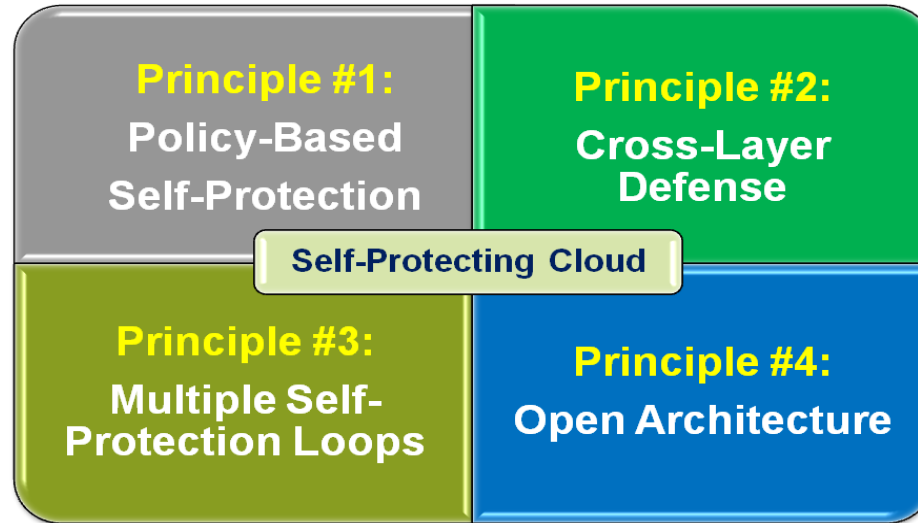 Principle #1:
Policy-Based
Self-Protection
Principle #2:
Cross-Layer
Defense
Self-Protecting Cloud
Principle #3:
Multiple Self-
Protection Loops
Principle #4:
Open Architecture